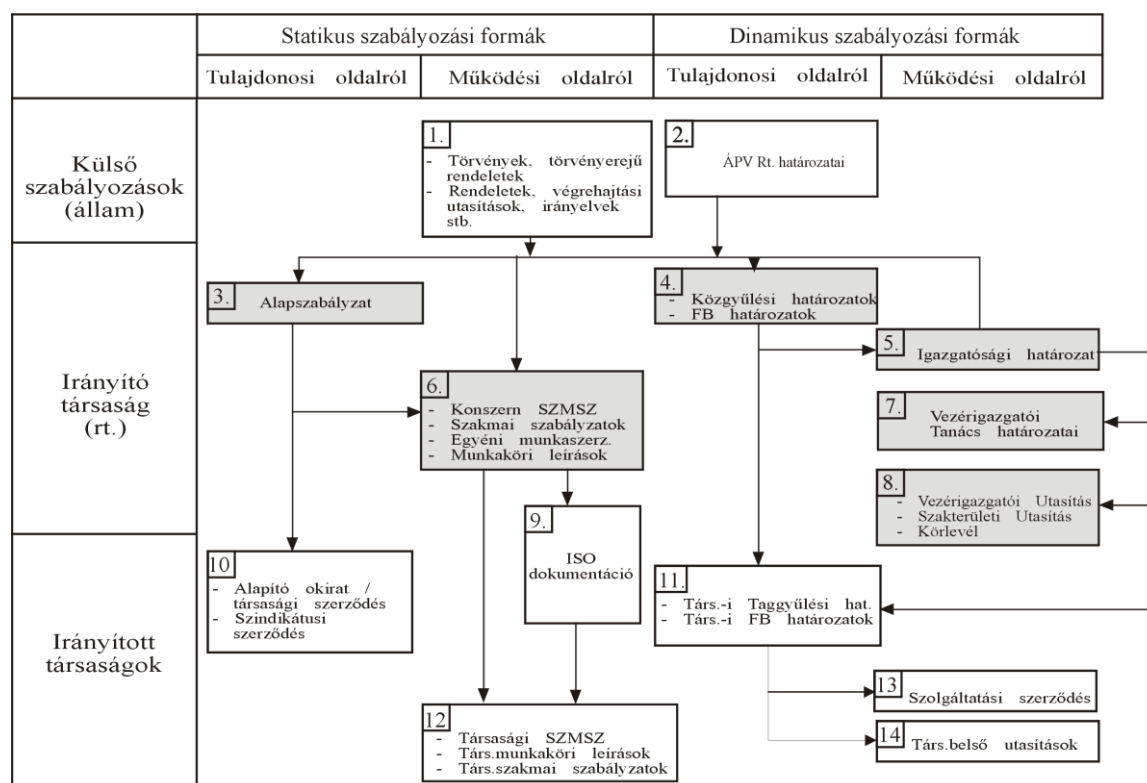 Statikus szabályozási formák
Dinamikus szabályozási formák
Tulajdonosi oldalról
Működési oldalról
Tulajdonosi oldalról
Működési oldalról
Külső
szabályozások
(állam)
1.
- Törvények, törvényerejű
rendeletek
- Rendeletek, végrehajtási
utasítások, irányelvek
stb.
2.
ÁPV Rt. határozatai
Irányító
társaság
(rt.)
3.
Alapszabályzat
4.
- Közgyűlési határozatok
- FB határozatok
5.
Igazgatósági határozat
6.
- Konszern SZMSZ
- Szakmai szabályzatok
- Egyéni munkaszerz.
- Munkaköri leírások
7.
Vezérigazgatói
Tanács határozatai
8.
- Vezérigazgatói Utasítás
- Szakterületi Utasítás
- Körlevél
9.
ISO
dokumentáció
Irányított
társaságok
10
- Alapító okirat /
társasági szerződés
- Szindikátusi
szerződés
11.
- Társ.-i Taggyűlési hat.
- Társ.-i FB határozatok
12
- Társasági SZMSZ
- Társ.munkaköri leírások
- Társ.szakmai szabályzatok
13
Szolgáltatási szerződés
14
Társ.belső utasítások